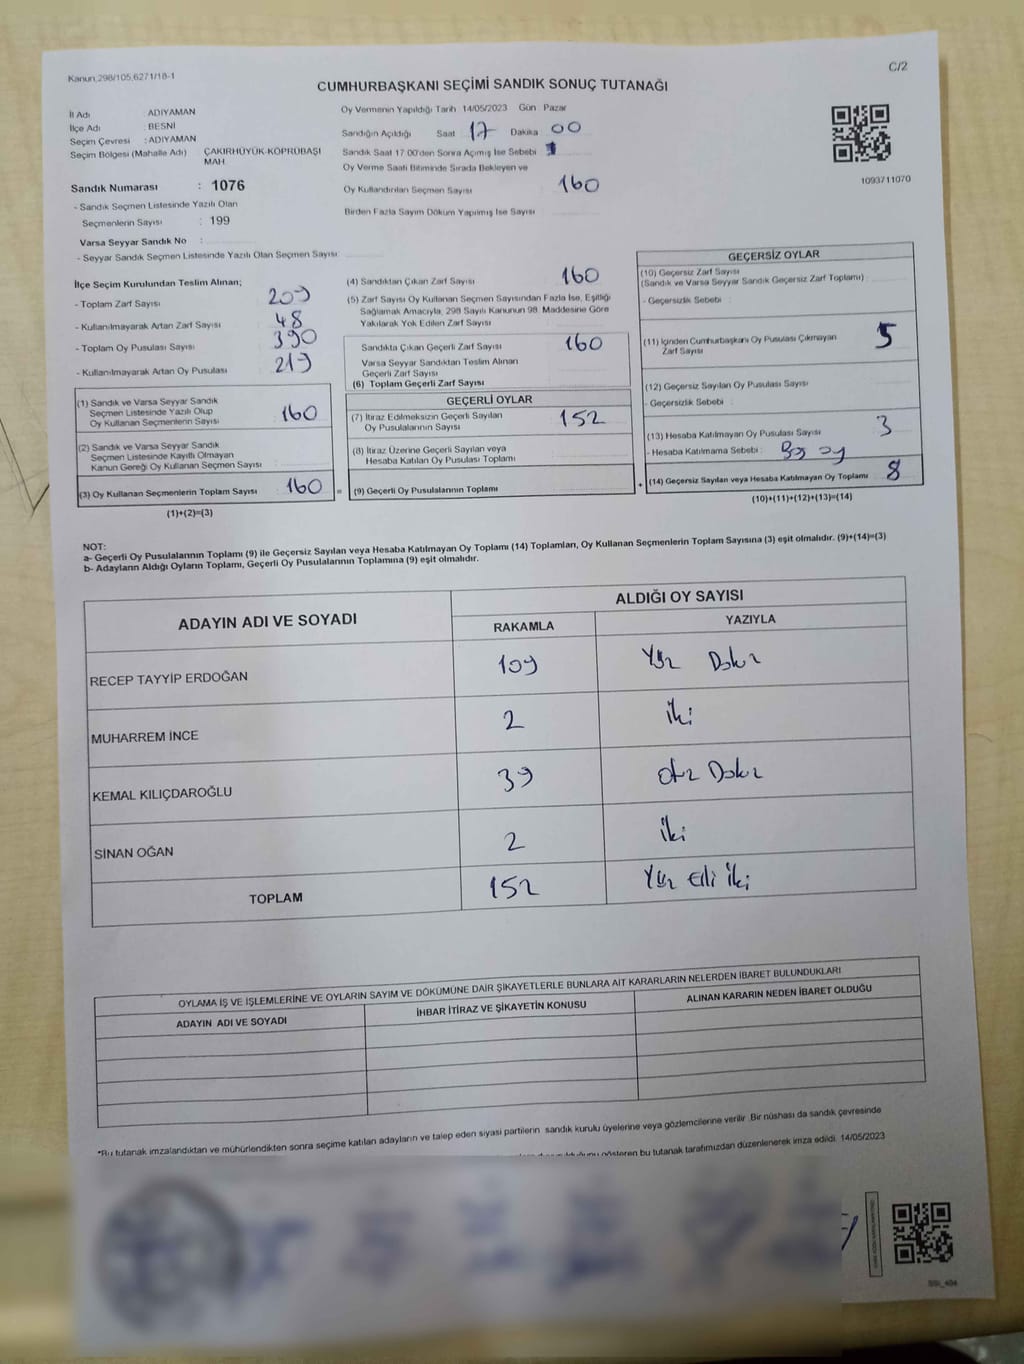 Kanun.298/105,6271/18-1
C/2
CUMHURBAŞKANI SEÇİMİ SANDIK SONUÇ TUTANAĞI
İl Adı ADIYAMAN
İlçe Adı BESNİ
Seçim Çevresi : ADIYAMAN
Seçim Bölgesi (Mahalle Adı) ÇAKIRHÜYÜK-KÖPRÜBAŞI
MAH.
Sandık Numarası : 1076
- Sandık Seçmen Listesinde Yazılı Olan
Seçmenlerin Sayısı : 199
Varsa Seyyar Sandık No :
- Seyyar Sandık Seçmen Listesinde Yazılı Olan Seçmen Sayısı:
Oy Vermenin Yapıldığı Tarih 14/05/2023 Gün Pazar
Sandığın Açıldığı Saat 17 Dakika 00
Sandık Saat 17.00'den Sonra Açımış İse Sebebi
Oy Verme Saati Bitiminde Sırada Bekleyen ve
Oy Kullandırılan Seçmen Sayısı 160
Birden Fazla Sayım Döküm Yapılmış İse Sayısı
1093711070
İlçe Seçim Kurulundan Teslim Alınan;
- Toplam Zarf Sayısı 209
- Kullanılmayarak Artan Zarf Sayısı 48
- Toplam Oy Pusulası Sayısı 390
- Kullanılmayarak Artan Oy Pusulası 219
(1) Sandık ve Varsa Seyyar Sandık
Seçmen Listesinde Yazılı Olup
Oy Kullanan Seçmenlerin Sayısı 160
(2) Sandık ve Varsa Seyyar Sandık
Seçmen Listesinde Kayıtlı Olmayan
Kanun Gereği Oy Kullanan Seçmen Sayısı
(3) Oy Kullanan Seçmenlerin Toplam Sayısı 160 =
(1)+(2)=(3)
(4) Sandıktan Çıkan Zarf Sayısı 160
(5) Zarf Sayısı Oy Kullanan Seçmen Sayısından Fazla İse, Eşitliği
Sağlamak Amacıyla, 298 Sayılı Kanunun 98. Maddesine Göre
Yakılarak Yok Edilen Zarf Sayısı
Sandıkta Çıkan Geçerli Zarf Sayısı 160
Varsa Seyyar Sandıktan Teslim Alınan
Geçerli Zarf Sayısı
(6) Toplam Geçerli Zarf Sayısı
GEÇERLİ OYLAR
(7) İtiraz Edilmeksizin Geçerli Sayılan
Oy Pusulalarının Sayısı 152
(8) İtiraz Üzerine Geçerli Sayılan veya
Hesaba Katılan Oy Pusulası Toplamı
(9) Geçerli Oy Pusulalarının Toplamı +
GEÇERSİZ OYLAR
(10) Geçersiz Zarf Sayısı
(Sandık ve Varsa Seyyar Sandık Geçersiz Zarf Toplamı) :
- Geçersizlik Sebebi :
(11) İçinden Cumhurbaşkanı Oy Pusulası Çıkmayan
Zarf Sayısı 5
(12) Geçersiz Sayılan Oy Pusulası Sayısı
- Geçersizlik Sebebi :
(13) Hesaba Katılmayan Oy Pusulası Sayısı 3
- Hesaba Katılmama Sebebi : Boş oy
(14) Geçersiz Sayılan veya Hesaba Katılmayan Oy Toplamı 8
(10)+(11)+(12)+(13)=(14)
NOT:
a- Geçerli Oy Pusulalarının Toplamı (9) ile Geçersiz Sayılan veya Hesaba Katılmayan Oy Toplamı (14) Toplamları, Oy Kullanan Seçmenlerin Toplam Sayısına (3) eşit olmalıdır. (9)+(14)=(3)
b- Adayların Aldığı Oyların Toplamı, Geçerli Oy Pusulalarının Toplamına (9) eşit olmalıdır.
ADAYIN ADI VE SOYADI
ALDIĞI OY SAYISI
RAKAMLA YAZIYLA
RECEP TAYYİP ERDOĞAN 109 Yüz Dokuz
MUHARREM İNCE 2 iki
KEMAL KILIÇDAROĞLU 39 otuz Dokuz
SİNAN OĞAN 2 iki
TOPLAM 152 Yüz Elli iki
OYLAMA İŞ VE İŞLEMLERİNE VE OYLARIN SAYIM VE DÖKÜMÜNE DAİR ŞİKAYETLERLE BUNLARA AİT KARARLARIN NELERDEN İBARET BULUNDUKLARI
ADAYIN ADI VE SOYADI İHBAR İTİRAZ VE ŞİKAYETİN KONUSU ALINAN KARARIN NEDEN İBARET OLDUĞU
*Bu tutanak imzalandıktan ve mühürlendikten sonra seçime katılan adayların ve talep eden siyasi partilerin sandık kurulu üyelerine veya gözlemcilerine verilir .Bir nüshası da sandık çevresinde
gösteren bu tutanak tarafımızdan düzenlenerek imza edildi. 14/05/2023